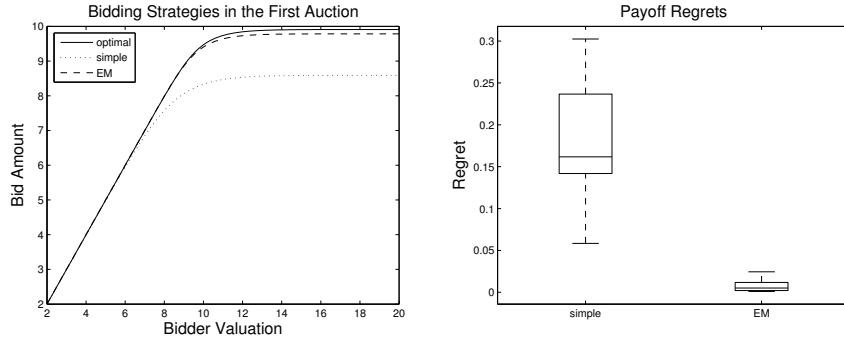 Bidding Strategies in the First Auction
10
9
8
7
6
5
4
3
2
Bid Amount
optimal
simple
EM
2 4 6 8 10 12 14 16 18 20
Bidder Valuation
Payoff Regrets
0.3
0.25
0.2
0.15
0.1
0.05
0
Regret
simple EM